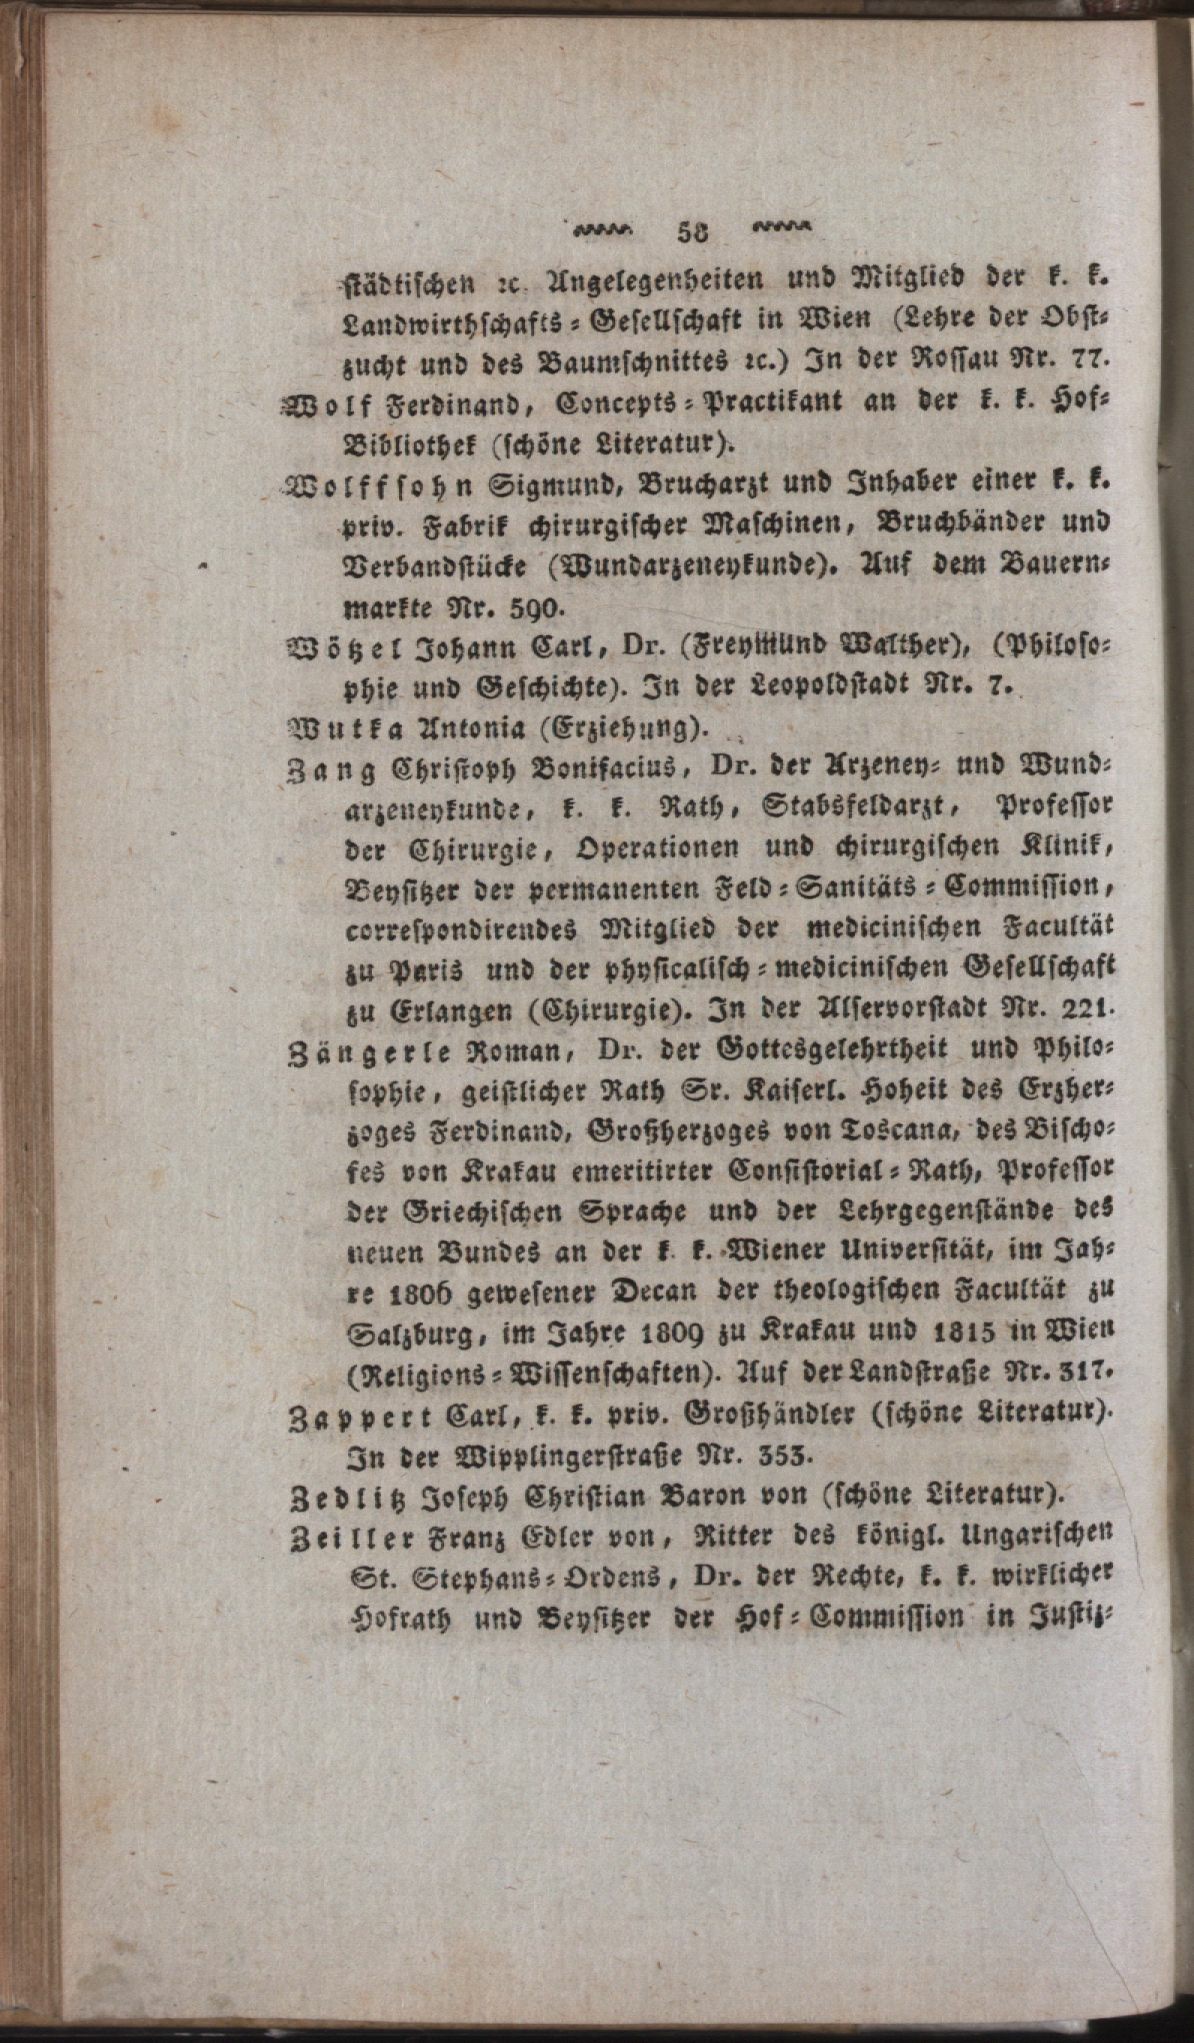 58
städtischen ꝛc. Angelegenheiten und Mitglied der k. k.
Landwirthschafts-Gesellschaft in Wien (Lehre der Obst-
zucht und des Baumschnittes ꝛc.) In der Rossau Nr. 77.
Wolf Ferdinand, Concepts-Practikant an der k. k. Hof-
Bibliothek (schöne Literatur).
Wolffsohn Sigmund, Brucharzt und Inhaber einer k. k.
priv. Fabrik chirurgischer Maschinen, Bruchbänder und
Verbandstücke (Wundarzeneykunde). Auf dem Bauern-
markte Nr. 590.
Wötzel Johann Carl, Dr. (Freymund Walther), (Philoso-
phie und Geschichte). In der Leopoldstadt Nr. 7.
Wutka Antonia (Erziehung).
Zang Christoph Bonifacius, Dr. der Arzeney- und Wund-
arzeneykunde, k. k. Rath, Stabsfeldarzt, Professor
der Chirurgie, Operationen und chirurgischen Klinik,
Beysitzer der permanenten Feld-Sanitäts-Commission,
correspondirendes Mitglied der medicinischen Facultät
zu Paris und der physicalisch-medicinischen Gesellschaft
zu Erlangen (Chirurgie). In der Alservorstadt Nr. 221.
Zängerle Roman, Dr. der Gottesgelehrtheit und Philo-
sophie, geistlicher Rath Sr. Kaiserl. Hoheit des Erzher-
zoges Ferdinand, Großherzoges von Toscana, des Bischo-
fes von Krakau emeritirter Consistorial-Rath, Professor
der Griechischen Sprache und der Lehrgegenstände des
neuen Bundes an der k. k. Wiener Universität, im Jah-
re 1806 gewesener Decan der theologischen Facultät zu
Salzburg, im Jahre 1809 zu Krakau und 1815 in Wien
(Religions-Wissenschaften). Auf der Landstraße Nr. 317.
Zappert Carl, k. k. priv. Großhändler (schöne Literatur).
In der Wipplingerstraße Nr. 353.
Zedlitz Joseph Christian Baron von (schöne Literatur).
Zeiller Franz Edler von, Ritter des königl. Ungarischen
St. Stephans-Ordens, Dr. der Rechte, k. k. wirklicher
Hofrath und Beysitzer der Hof-Commission in Justiz-